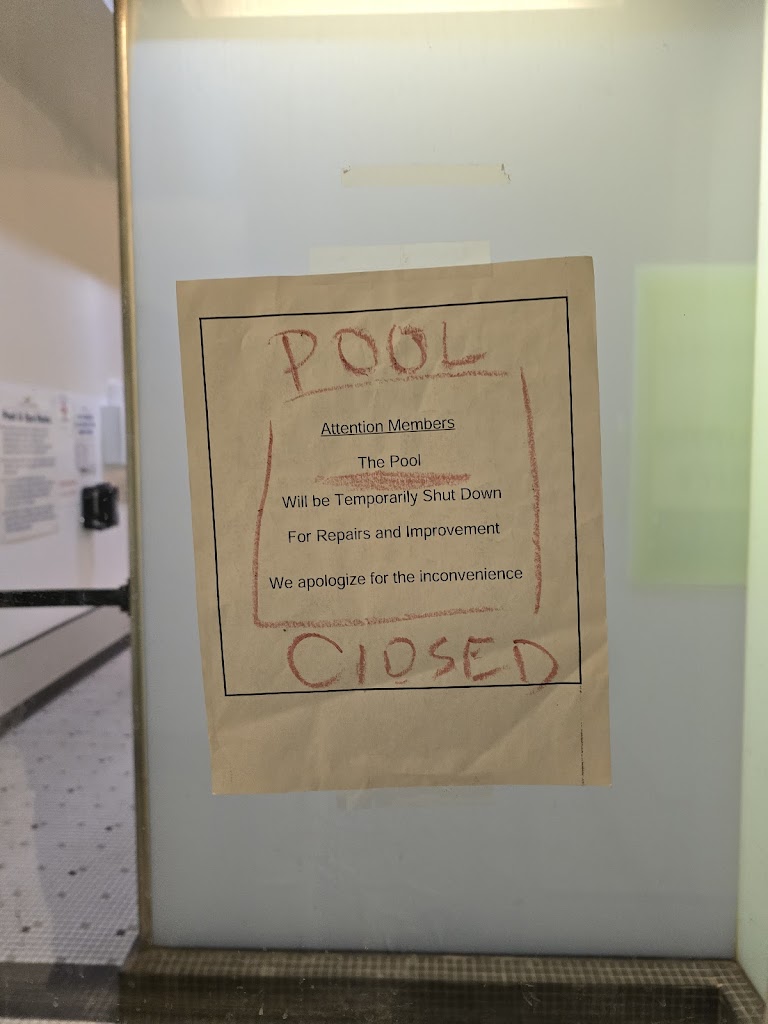 POOL
Attention Members
The Pool
Will be Temporarily Shut Down
For Repairs and Improvement
We apologize for the inconvenience
ClOSED